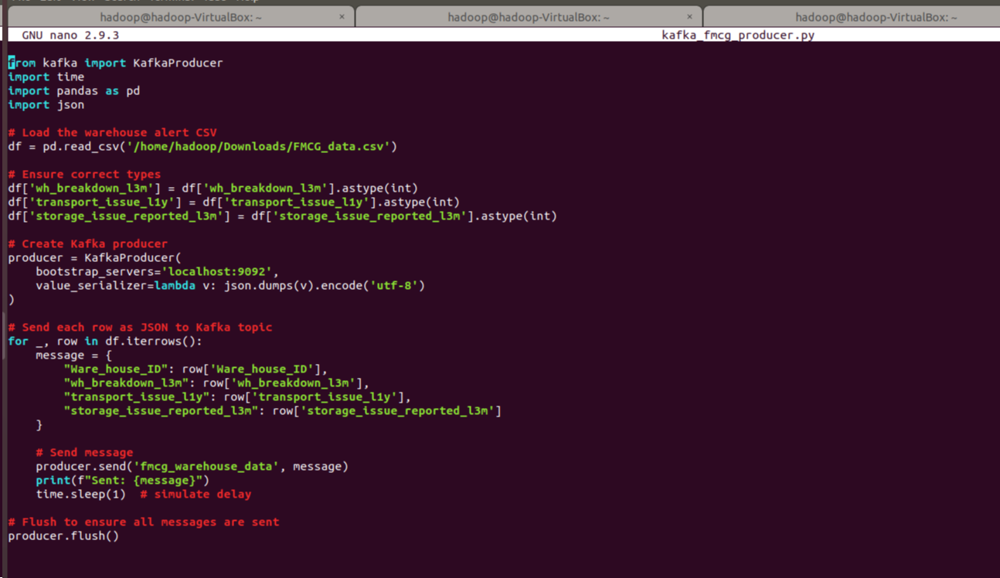 hadoop@hadoop-VirtualBox: ~ × hadoop@hadoop-VirtualBox: ~ × hadoop@hadoop-VirtualBox: ~
GNU nano 2.9.3 kafka_fmcg_producer.py
from kafka import KafkaProducer
import time
import pandas as pd
import json
# Load the warehouse alert CSV
df = pd.read_csv('/home/hadoop/Downloads/FMCG_data.csv')
# Ensure correct types
df['wh_breakdown_l3m'] = df['wh_breakdown_l3m'].astype(int)
df['transport_issue_l1y'] = df['transport_issue_l1y'].astype(int)
df['storage_issue_reported_l3m'] = df['storage_issue_reported_l3m'].astype(int)
# Create Kafka producer
producer = KafkaProducer(
    bootstrap_servers='localhost:9092',
    value_serializer=lambda v: json.dumps(v).encode('utf-8')
)
# Send each row as JSON to Kafka topic
for _, row in df.iterrows():
    message = {
        "Ware_house_ID": row['Ware_house_ID'],
        "wh_breakdown_l3m": row['wh_breakdown_l3m'],
        "transport_issue_l1y": row['transport_issue_l1y'],
        "storage_issue_reported_l3m": row['storage_issue_reported_l3m']
    }
    # Send message
    producer.send('fmcg_warehouse_data', message)
    print(f"Sent: {message}")
    time.sleep(1)  # simulate delay
# Flush to ensure all messages are sent
producer.flush()